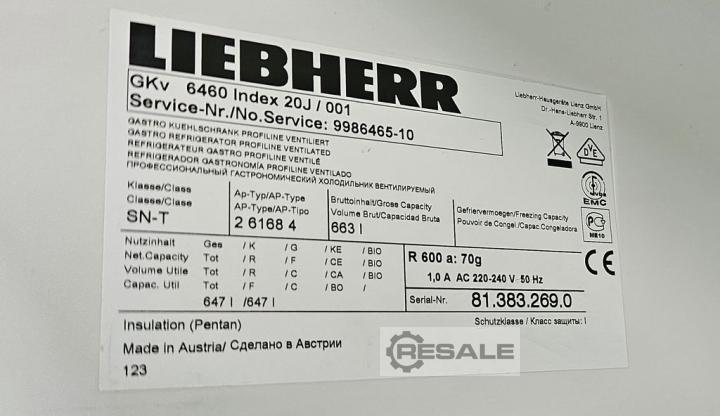 LIEBHERR
GKv 6460 Index 20J / 001
Service-Nr./No.Service: 9986465-10
Liebherr-Hausgeräte Lienz GmbH
Dr.-Hans-Liebherr Str. 1
A-9900 Lienz
GASTRO KUEHLSCHRANK PROFILINE VENTILIERT
GASTRO REFRIGERATOR PROFILINE VENTILATED
REFRIGERATEUR GASTRO PROFILINE VENTILÉ
REFRIGERADOR GASTRONOMÍA PROFILINE VENTILADO
ПРОФЕССИОНАЛЬНЫЙ ГАСТРОНОМИЧЕСКИЙ ХОЛОДИЛЬНИК ВЕНТИЛИРУЕМЫЙ
DVE
EMC
ME10
CE
Klasse/Class
Classe/Clase
SN-T
Ap-Typ/AP-Type
AP-Type/AP-Tipo
2 6168 4
Bruttoinhalt/Gross Capacity
Volume Brut/Capacidad Bruta
663 l
Gefriervermoegen/Freezing Capacity
Pouvoir de Congel./Capac.Congeladora
Nutzinhalt Ges / K / G / KE / BIO
Net.Capacity Tot / R / F / CE / BIO
Volume Utile Tot / R / C / CA / BIO
Capac. Util Tot / F / C / BO /
647 l /647 l
R 600 a: 70g
1,0 A AC 220-240 V 50 Hz
Serial-Nr. 81.383.269.0
Insulation (Pentan)
Schutzklasse / Класс защиты: I
Made in Austria/ Сделано в Австрии
123
RESALE